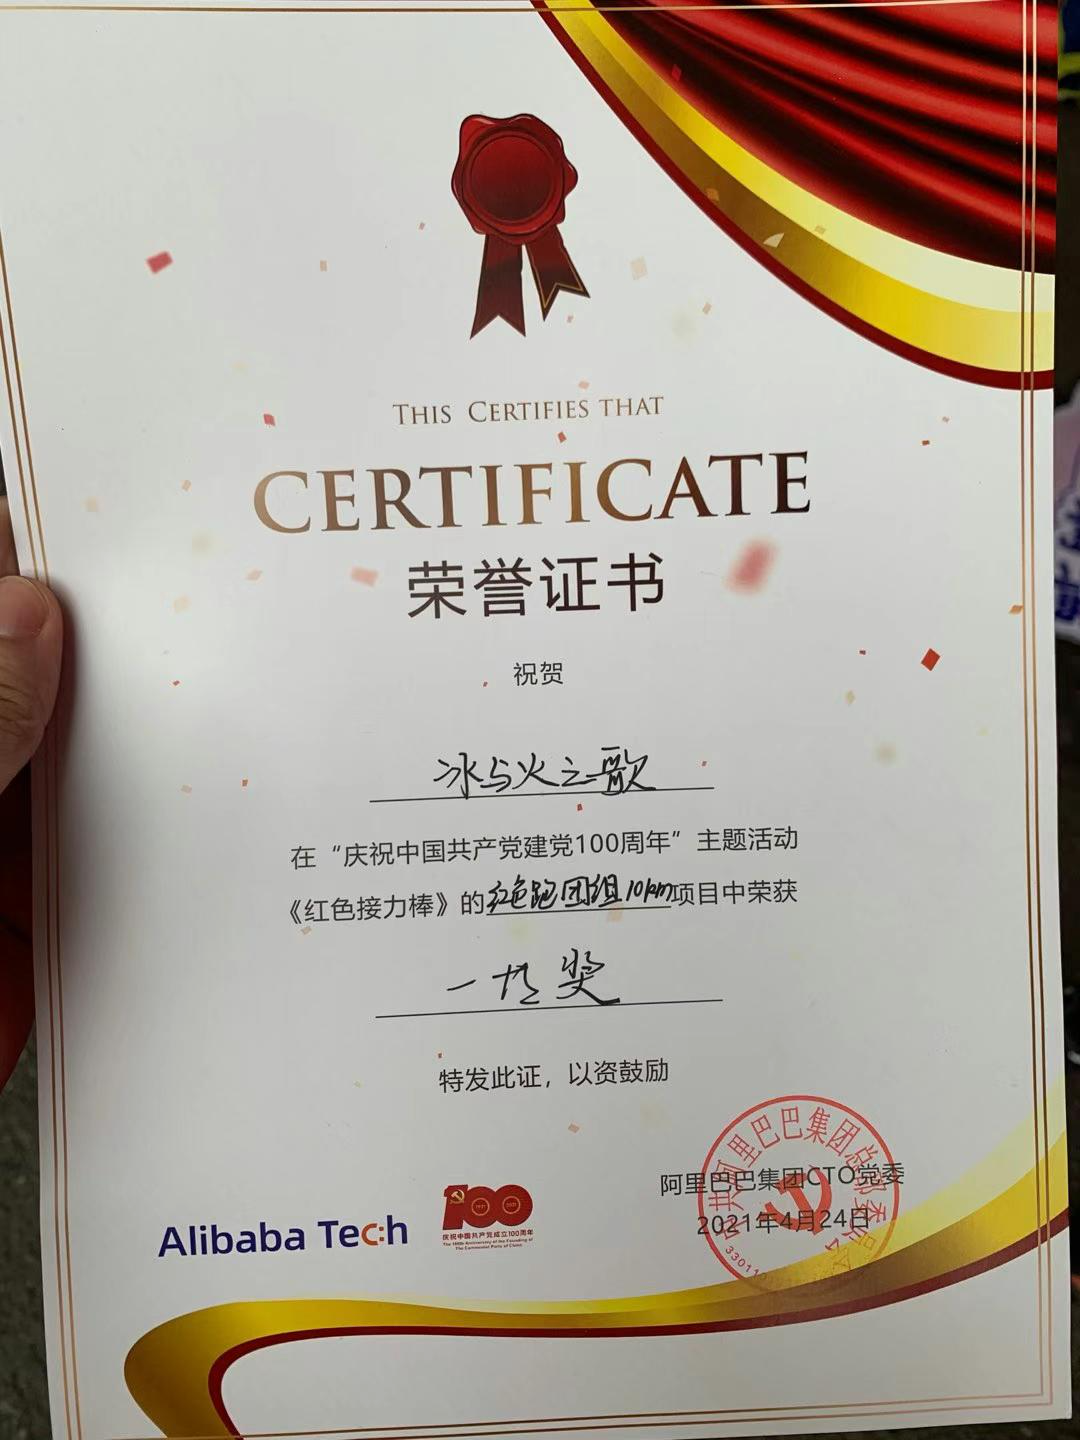 THIS CERTIFIES THAT
CERTIFICATE
荣誉证书
祝贺
冰与火之歌
在“庆祝中国共产党建党100周年”主题活动
《红色接力棒》的红色跑团组10km项目中荣获
一等奖
特发此证，以资鼓励
阿里巴巴集团CTO党委
2021年4月24日
Alibaba Tech
100
1921 2021
庆祝中国共产党成立100周年
The 100th Anniversary of the Founding of
The Communist Party of China
中共阿里巴巴集团总部委员会
330110